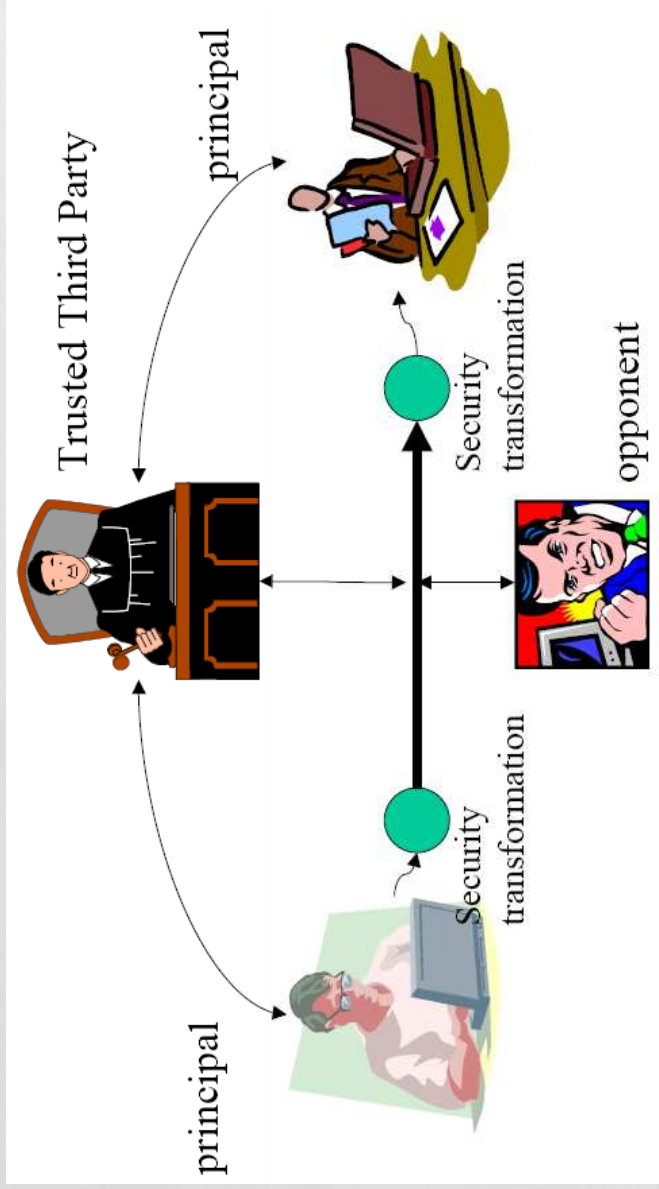 Trusted Third Party
principal
principal
Security
transformation
Security
transformation
opponent